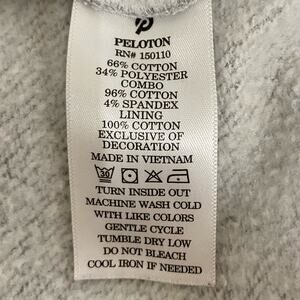 PELOTON
RN# 150110
66% COTTON
34% POLYESTER
COMBO
96% COTTON
4% SPANDEX
LINING
100% COTTON
EXCLUSIVE OF
DECORATION
MADE IN VIETNAM
30
TURN INSIDE OUT
MACHINE WASH COLD
WITH LIKE COLORS
GENTLE CYCLE
TUMBLE DRY LOW
DO NOT BLEACH
COOL IRON IF NEEDED